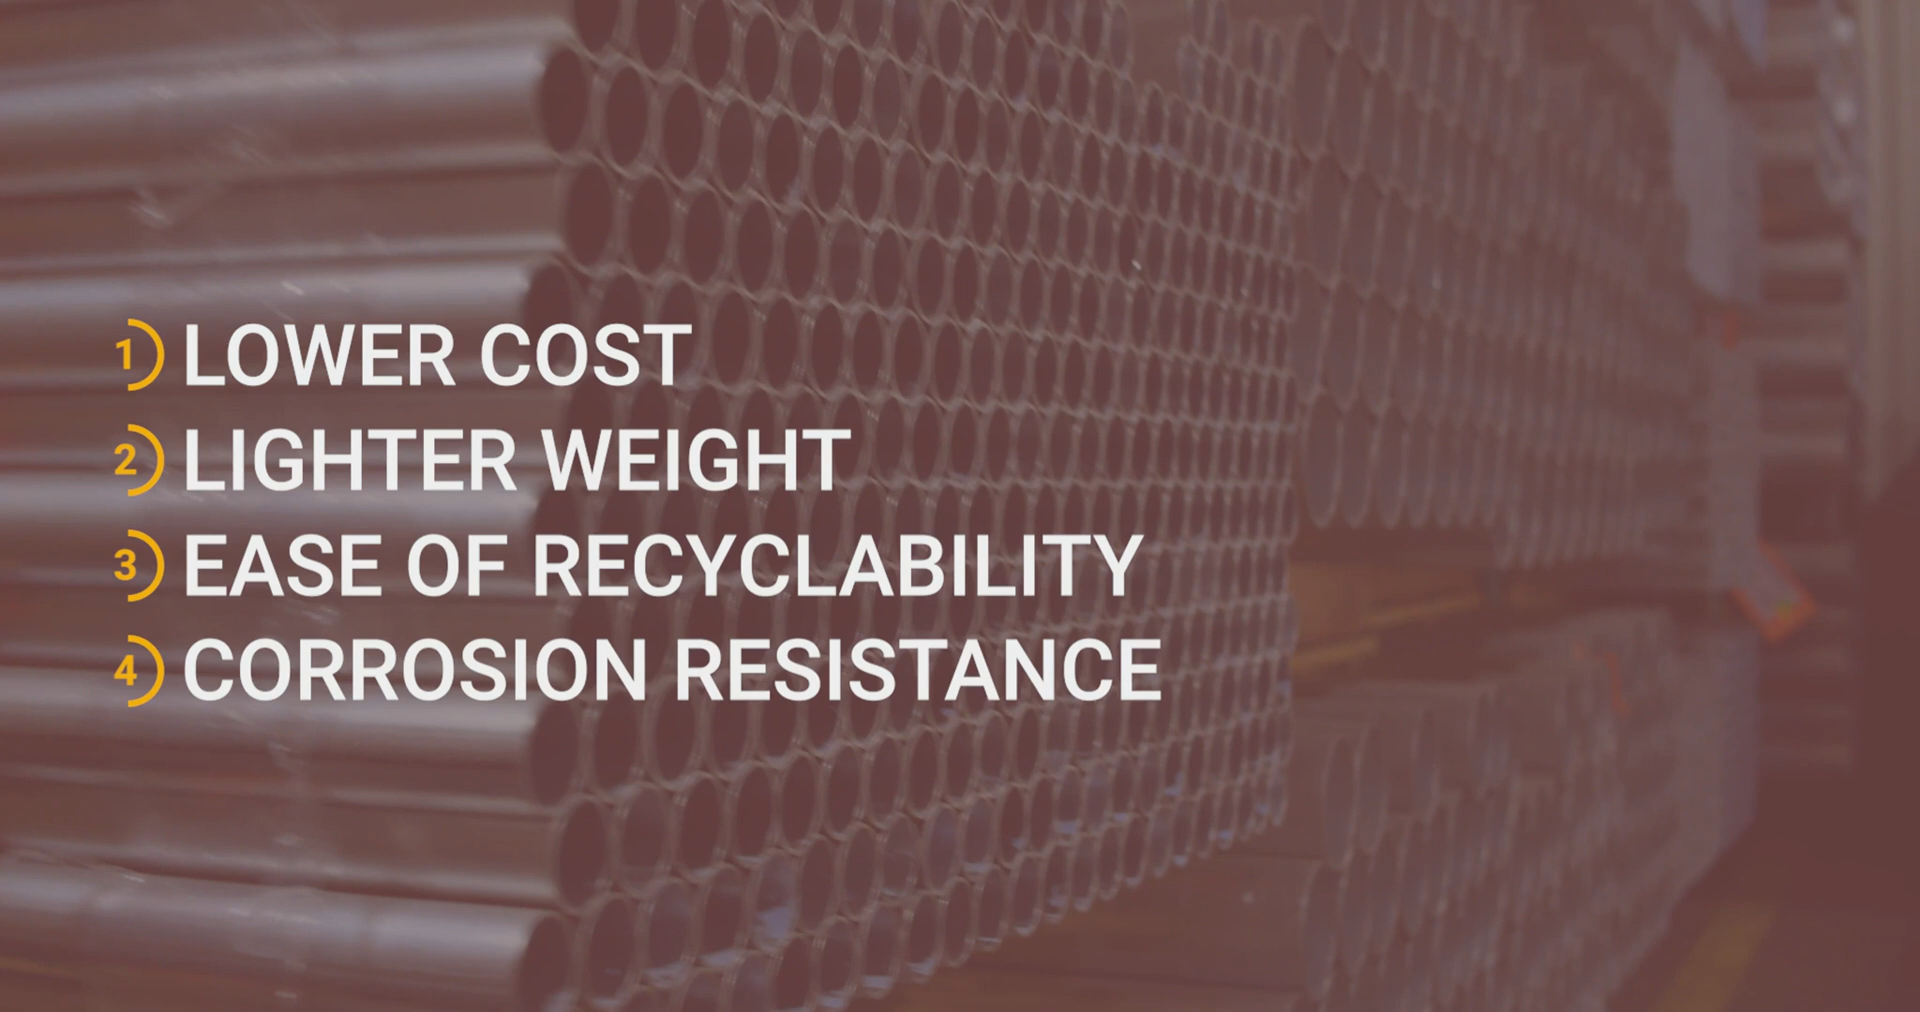 1) LOWER COST
2) LIGHTER WEIGHT
3) EASE OF RECYCLABILITY
4) CORROSION RESISTANCE